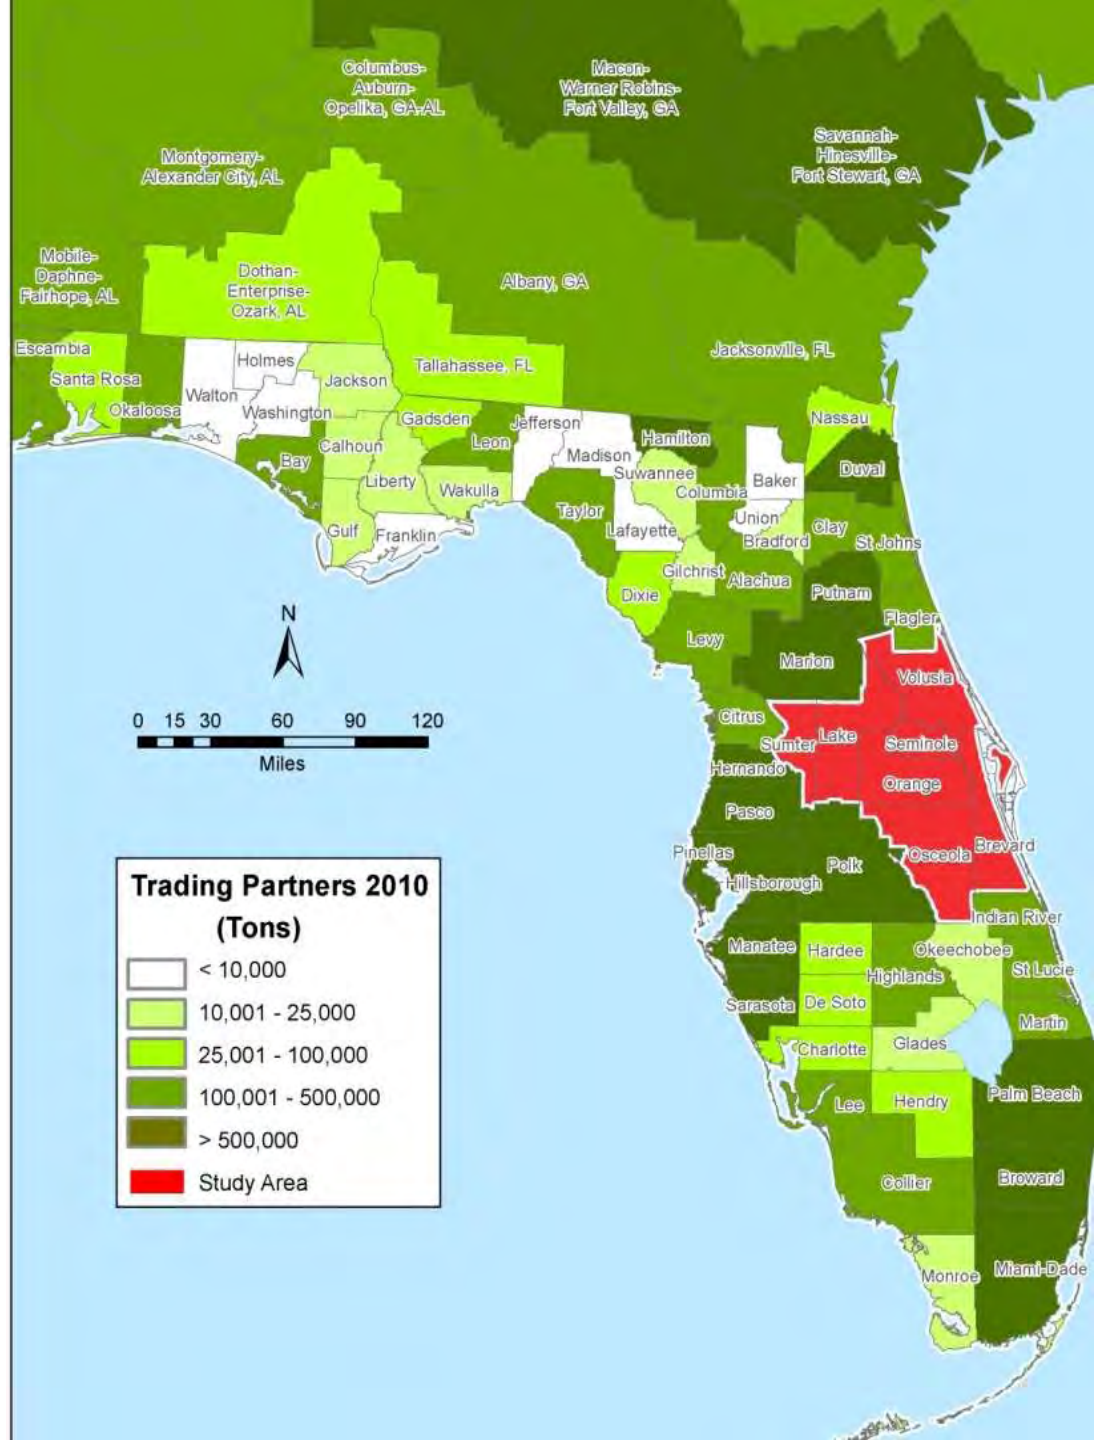 Columbus-
Auburn-
Opelika, GA-AL
Macon-
Warner Robins-
Fort Valley, GA
Savannah-
Hinesville-
Fort Stewart, GA
Montgomery-
Alexander City, AL
Mobile-
Daphne-
Fairhope, AL
Dothan-
Enterprise-
Ozark, AL
Albany, GA
Escambia
Santa Rosa
Okaloosa
Walton
Holmes
Washington
Jackson
Tallahassee, FL
Jacksonville, FL
Bay
Calhoun
Gadsden
Leon
Jefferson
Madison
Hamilton
Nassau
Liberty
Wakulla
Suwannee
Columbia
Baker
Duval
Gulf
Franklin
Taylor
Lafayette
Union
Bradford
Clay
St Johns
Dixie
Gilchrist
Alachua
Putnam
Flagler
Levy
Marion
Volusia
N
0 15 30 60 90 120
Miles
Citrus
Sumter
Lake
Seminole
Hernando
Orange
Pasco
Pinellas
Hillsborough
Polk
Osceola
Brevard
Indian River
Manatee
Hardee
Okeechobee
Highlands
St Lucie
Sarasota
De Soto
Martin
Charlotte
Glades
Lee
Hendry
Palm Beach
Collier
Broward
Monroe
Miami-Dade
Trading Partners 2010
(Tons)
< 10,000
10,001 - 25,000
25,001 - 100,000
100,001 - 500,000
> 500,000
Study Area